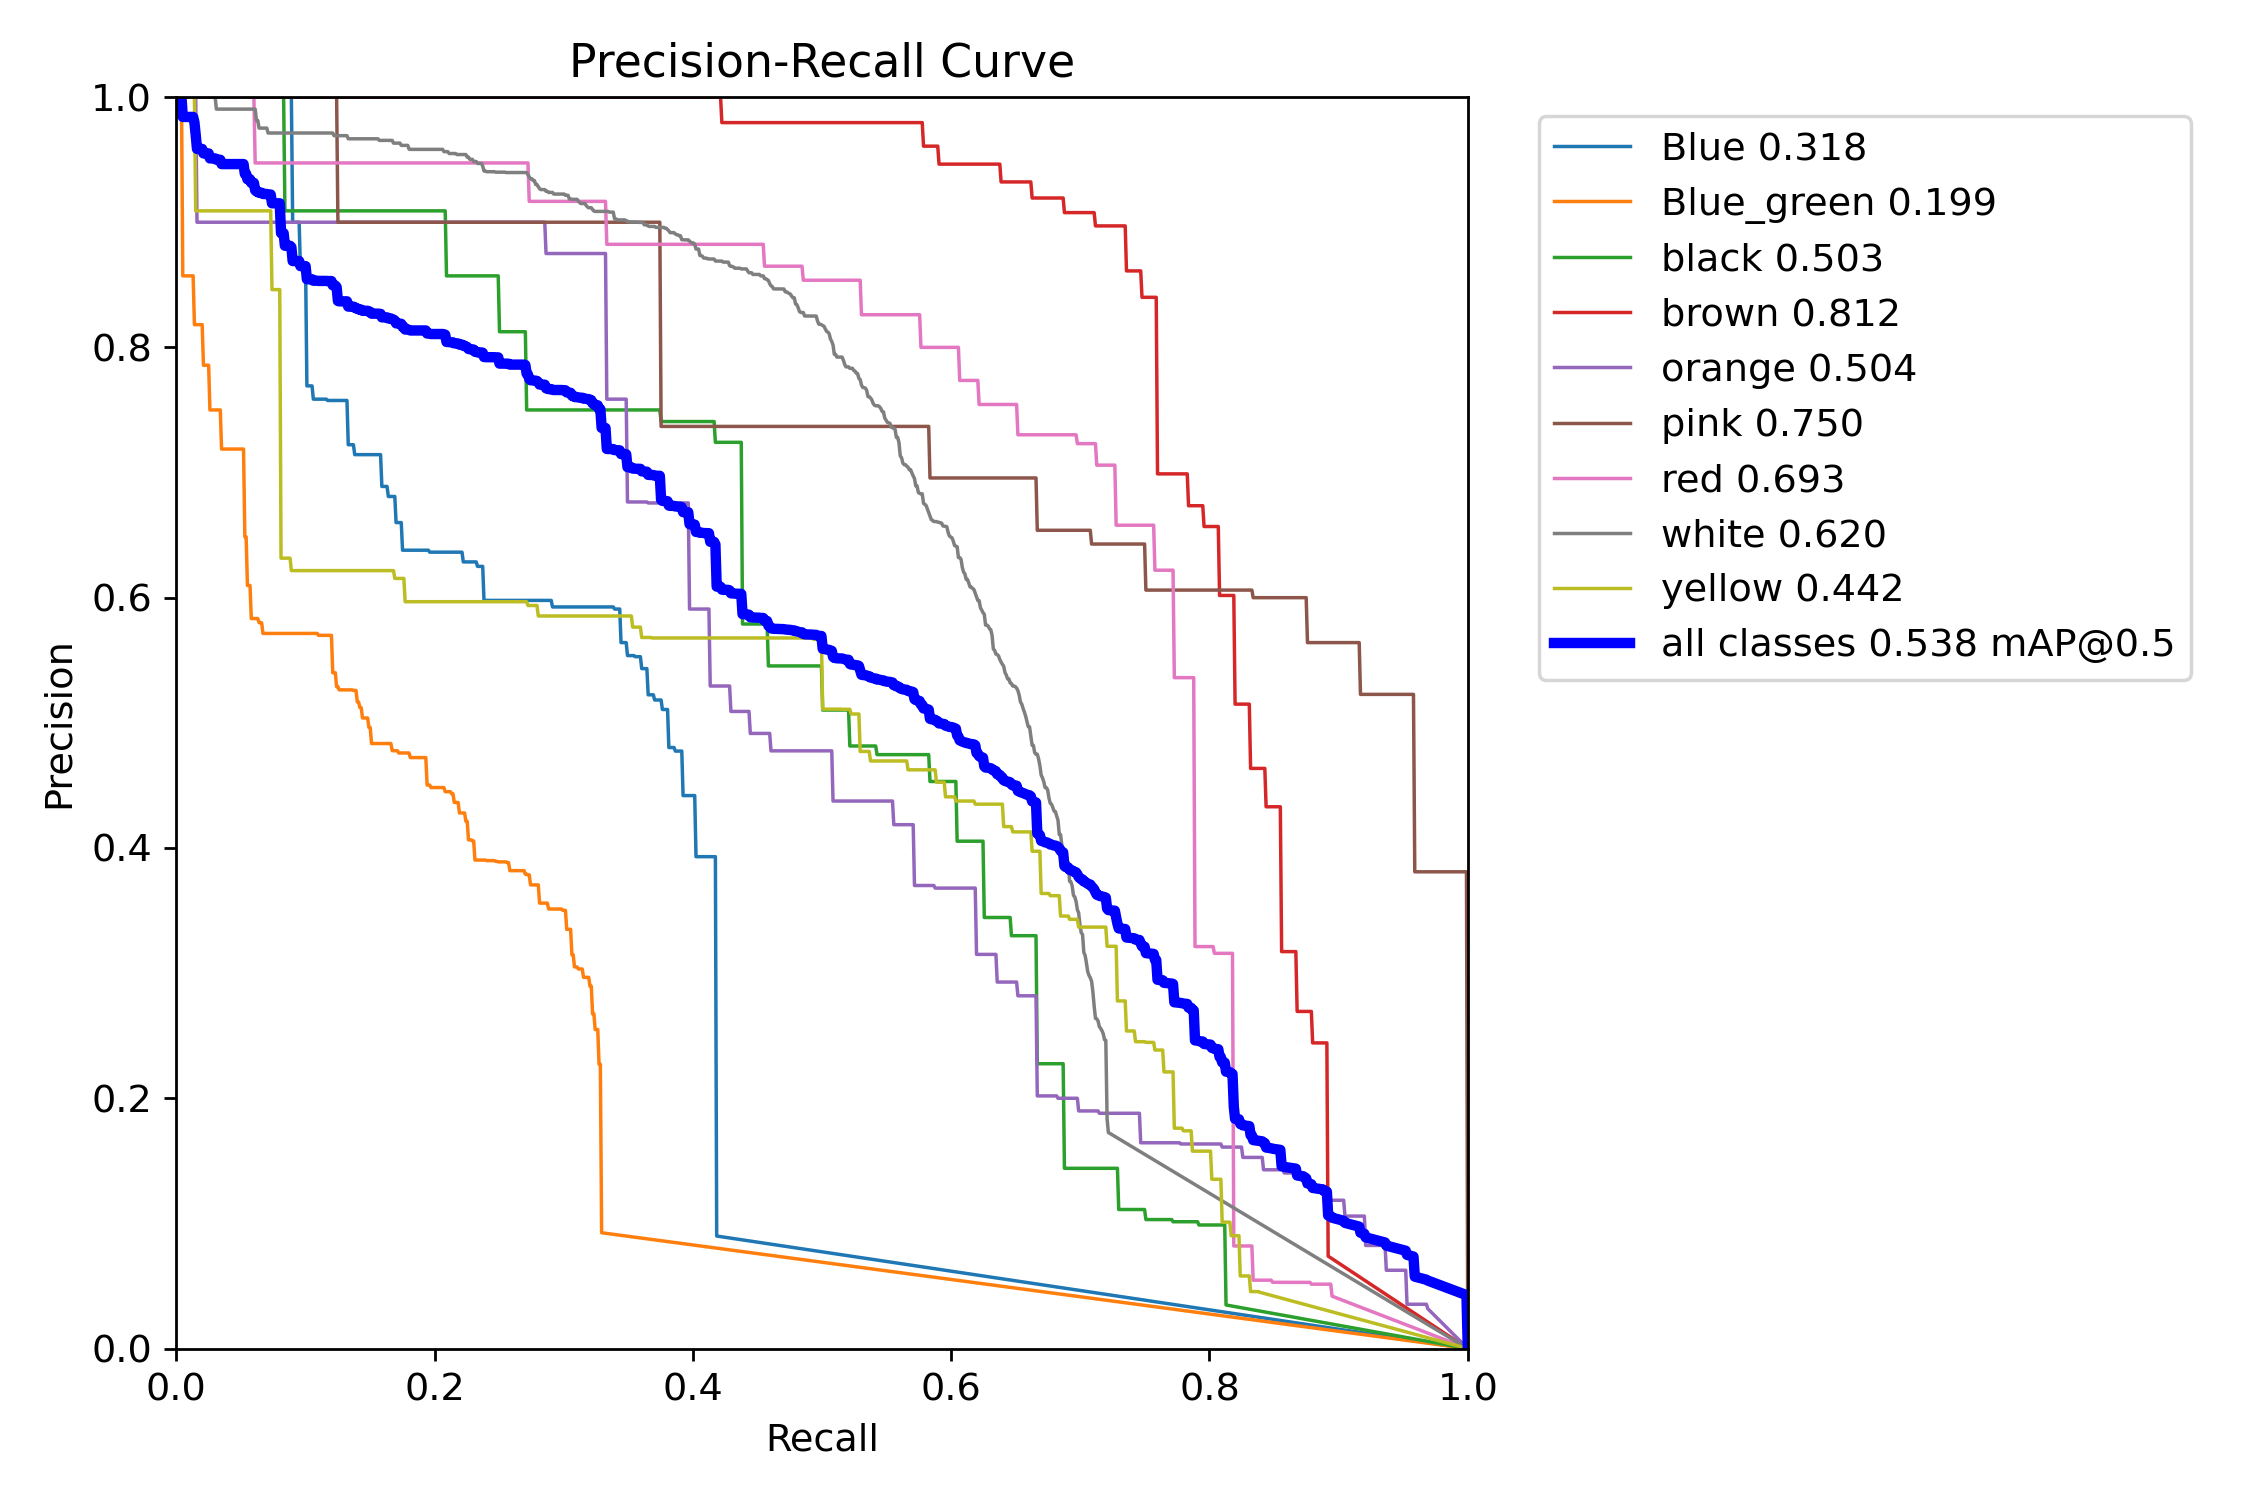 Precision-Recall Curve
1.0
0.8
0.6
0.4
0.2
0.0
Precision
0.0 0.2 0.4 0.6 0.8 1.0
Recall
Blue 0.318
Blue_green 0.199
black 0.503
brown 0.812
orange 0.504
pink 0.750
red 0.693
white 0.620
yellow 0.442
all classes 0.538 mAP@0.5